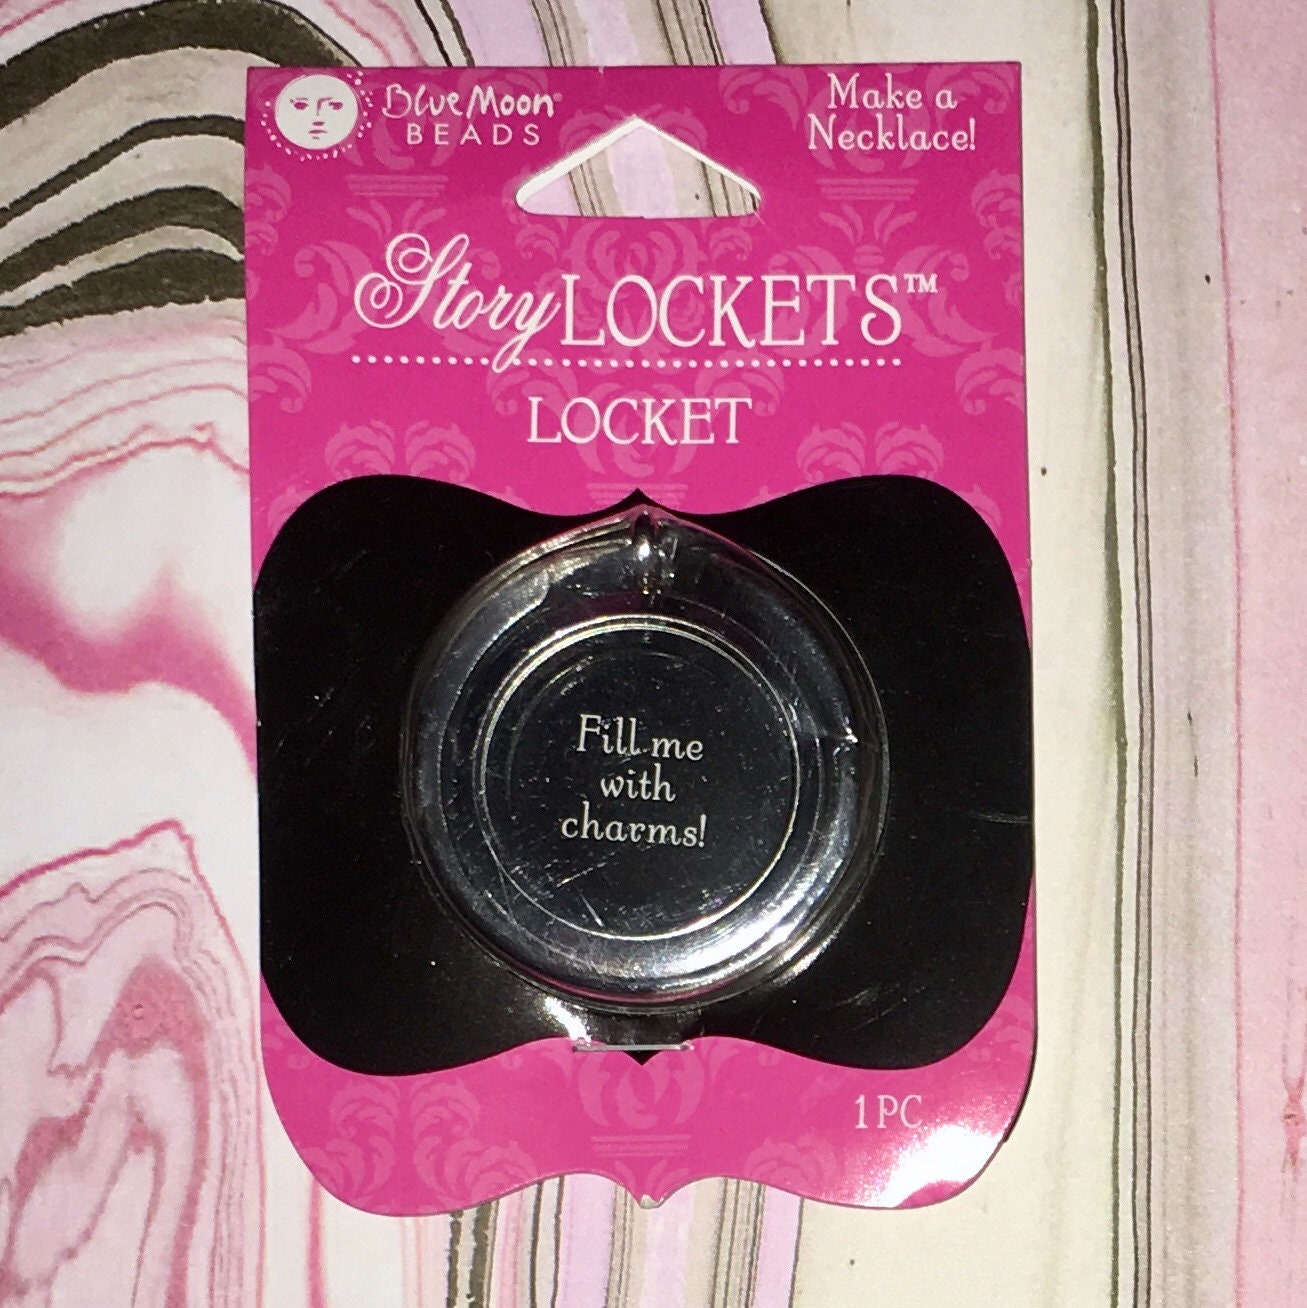 Blue Moon®
BEADS
Make a
Necklace!
Story LOCKETS™
LOCKET
Fill me
with
charms!
1 PC